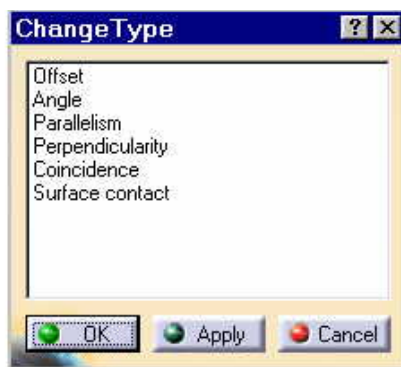 ChangeType ? X
Offset
Angle
Parallelism
Perpendicularity
Coincidence
Surface contact
OK Apply Cancel